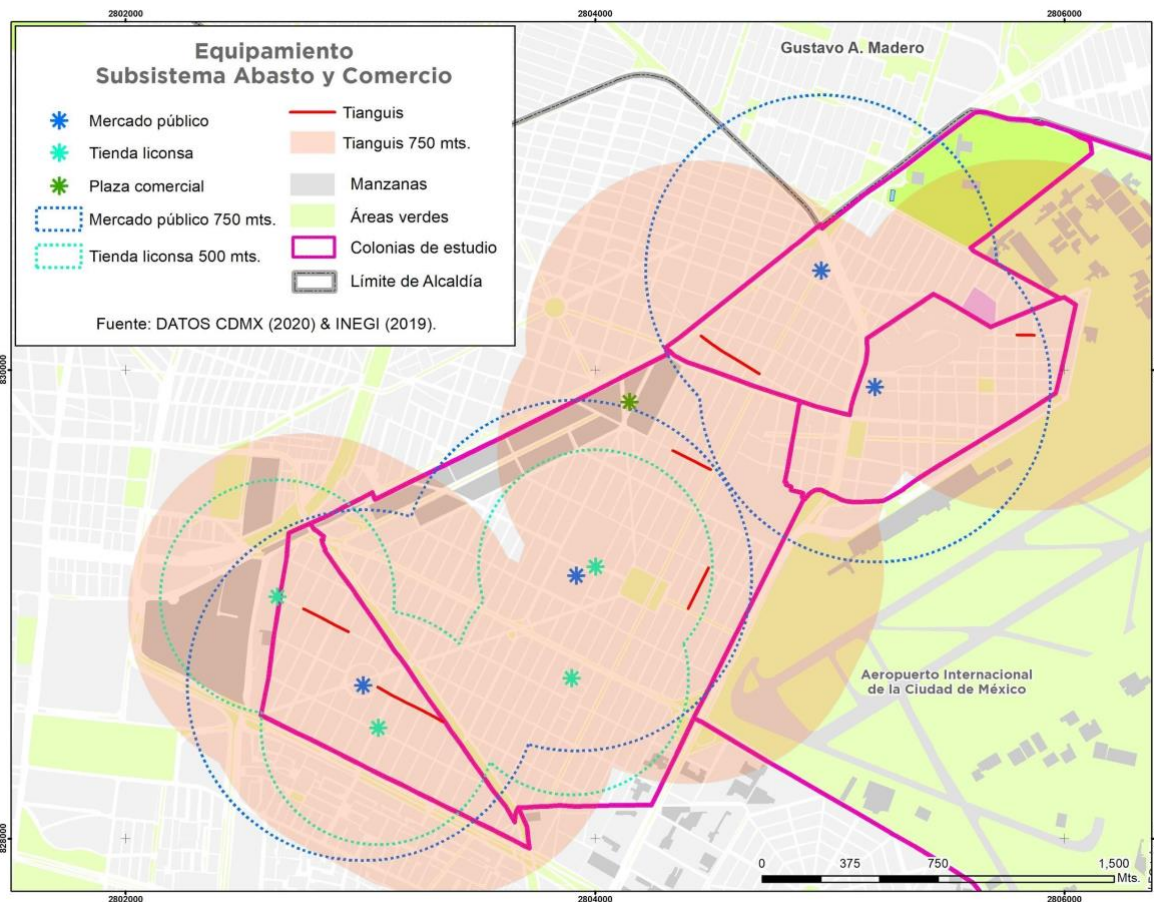 2802000
2804000
2806000
Equipamiento
Subsistema Abasto y Comercio
Mercado público
Tienda liconsa
Plaza comercial
Mercado público 750 mts.
Tienda liconsa 500 mts.
Tianguis
Tianguis 750 mts.
Manzanas
Áreas verdes
Colonias de estudio
Límite de Alcaldía
Fuente: DATOS CDMX (2020) & INEGI (2019).
Gustavo A. Madero
830000
Aeropuerto Internacional
de la Ciudad de México
828000
0 375 750 1,500
Mts.
2802000
2804000
2806000